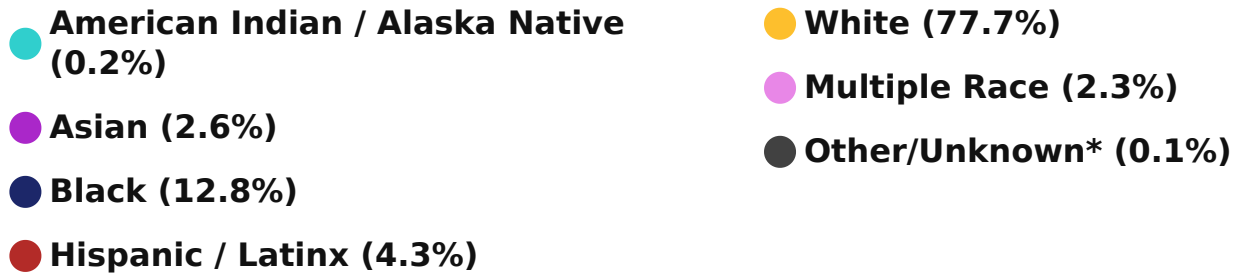 American Indian / Alaska Native
(0.2%)
Asian (2.6%)
Black (12.8%)
Hispanic / Latinx (4.3%)
White (77.7%)
Multiple Race (2.3%)
Other/Unknown* (0.1%)